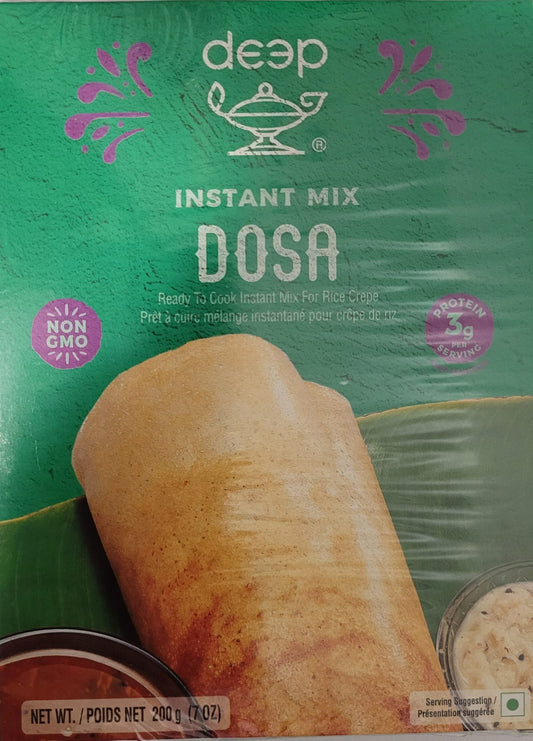 deep
®
INSTANT MIX
DOSA
Ready To Cook Instant Mix For Rice Crepe
Prêt à cuire mélange instantané pour crêpe de riz
NON
GMO
PROTEIN
3g
PER
SERVING
NET WT. / POIDS NET 200 g (7 OZ)
Serving Suggestion /
Présentation suggérée